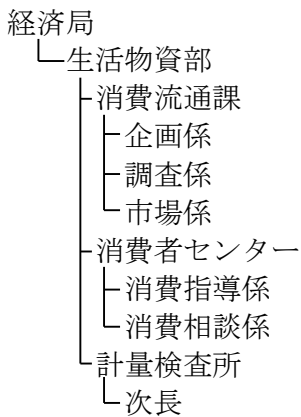 経済局
生活物資部
消費流通課
企画係
調査係
市場係
消費者センター
消費指導係
消費相談係
計量検査所
次長